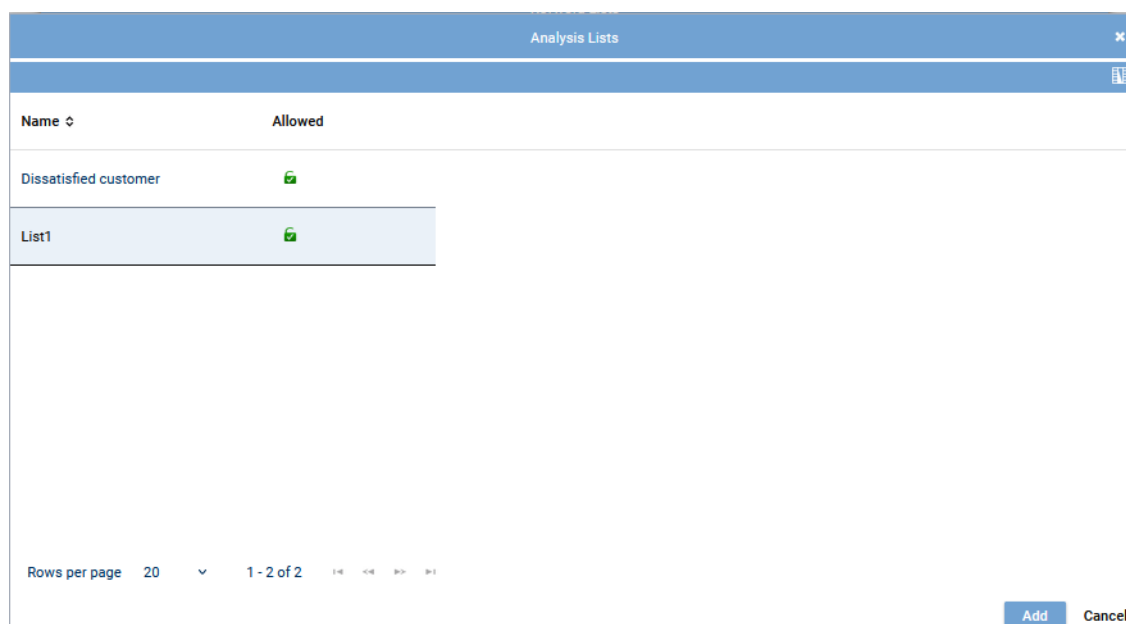 Analysis Lists
Name Allowed
Dissatisfied customer
List1
Rows per page 20 1 - 2 of 2
Add Cancel